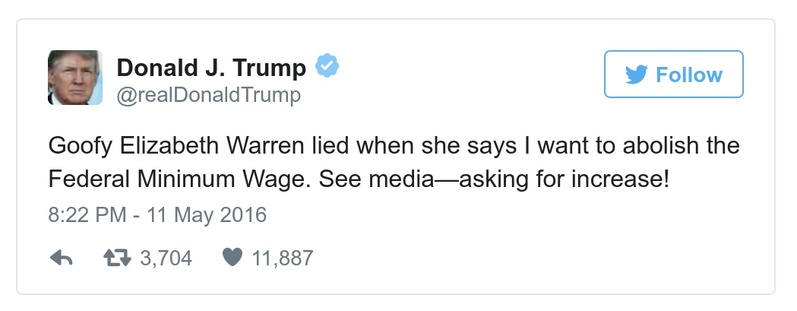 Donald J. Trump
@realDonaldTrump
Follow
Goofy Elizabeth Warren lied when she says I want to abolish the
Federal Minimum Wage. See media—asking for increase!
8:22 PM - 11 May 2016
3,704 11,887